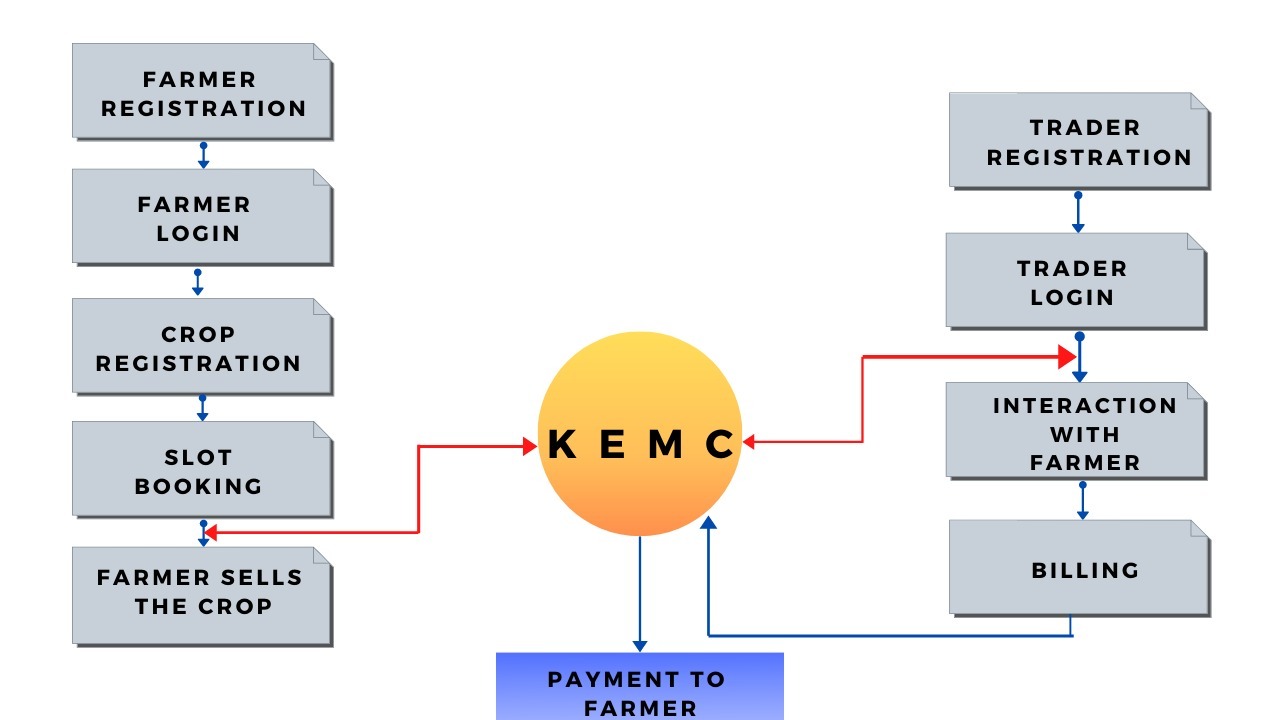 FARMER
REGISTRATION
FARMER
LOGIN
CROP
REGISTRATION
SLOT
BOOKING
FARMER SELLS
THE CROP
KEMC
PAYMENT TO
FARMER
TRADER
REGISTRATION
TRADER
LOGIN
INTERACTION
WITH
FARMER
BILLING